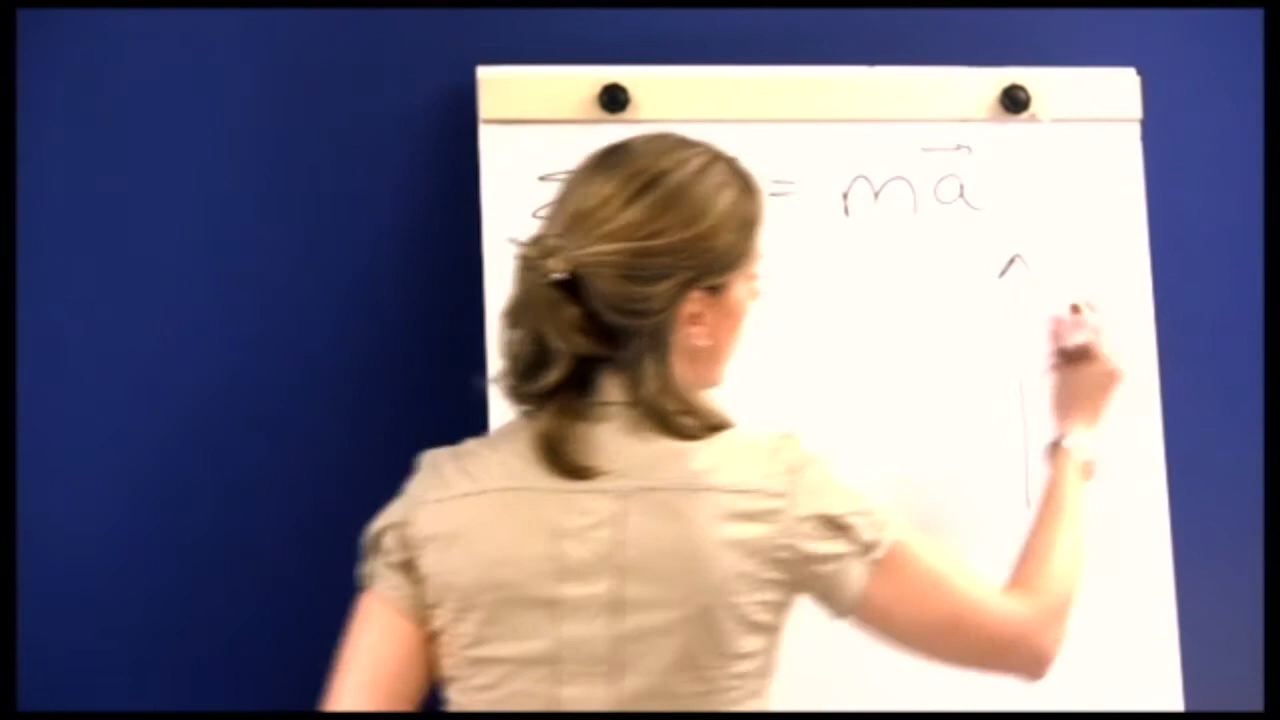 Σ = ma⃗